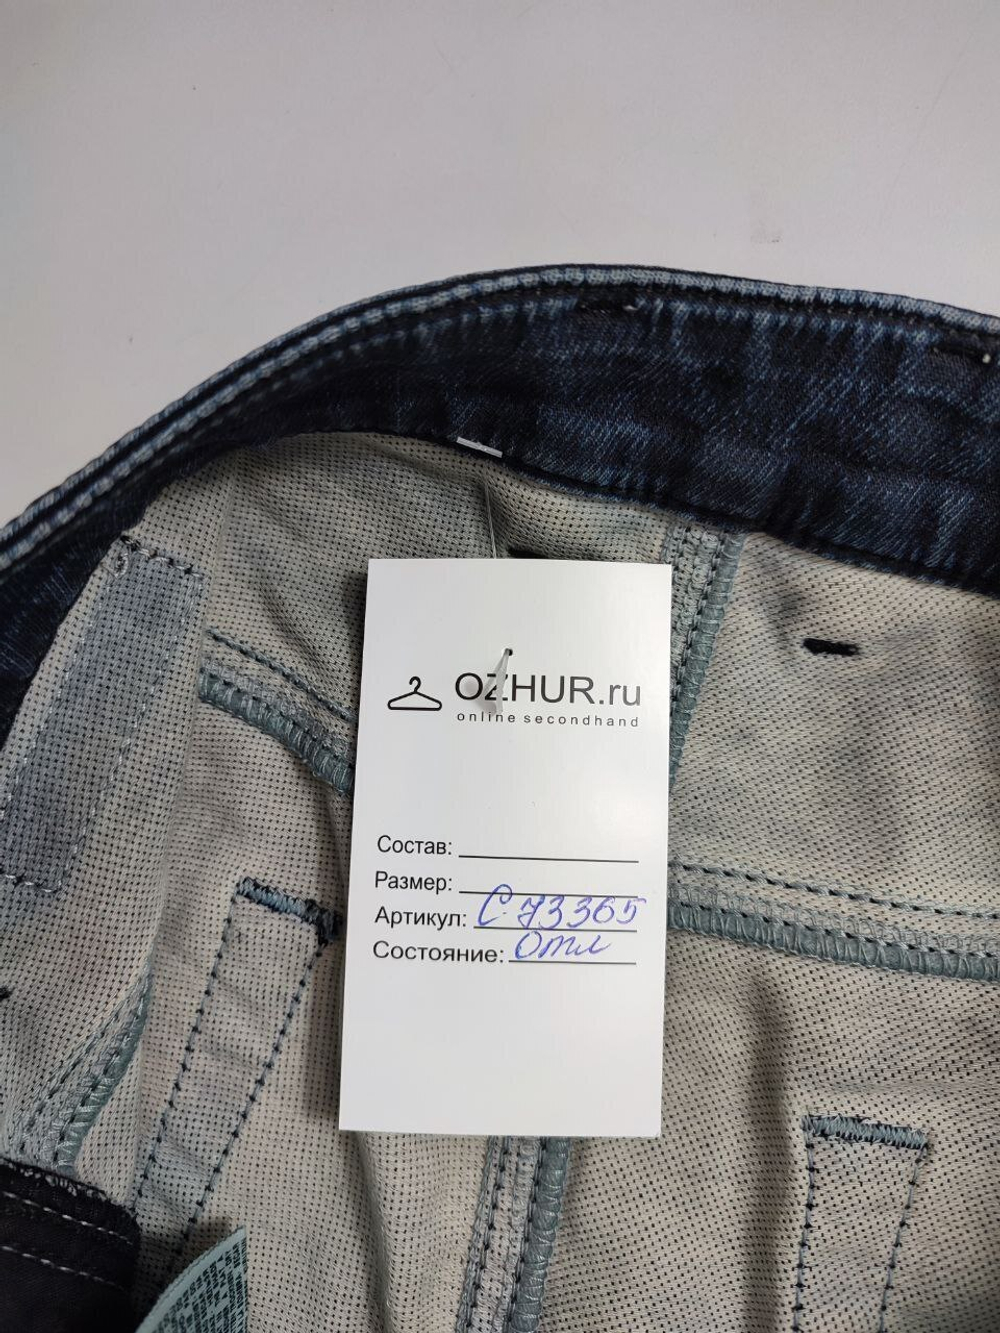 OZHUR.ru
online secondhand
Состав:
Размер:
Артикул: С-73365
Состояние: Отл